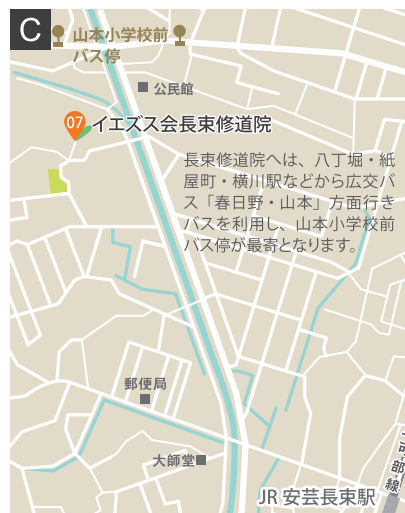 C
山本小学校前
バス停
公民館
07
イエズス会長束修道院
長束修道院へは、八丁堀・紙
屋町・横川駅などから広交バ
ス「春日野・山本」方面行き
バスを利用し、山本小学校前
バス停が最寄となります。
郵便局
大師堂
可・部・線
JR 安芸長束駅